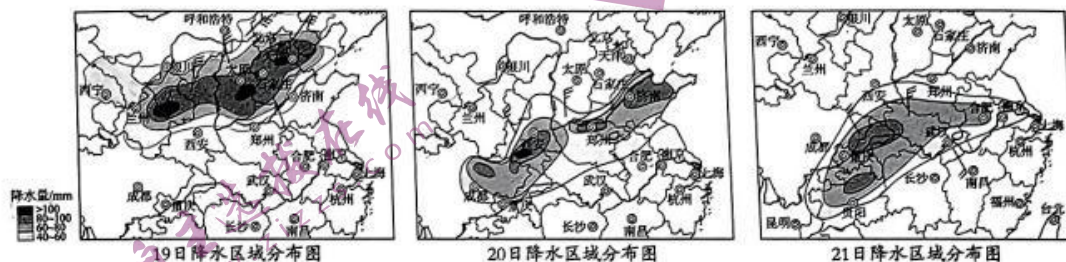 呼和浩特
北京
银川
太原
石家庄
西宁
济南
兰州
西安
郑州
合肥
南京
上海
成都
武汉
重庆
杭州
长沙
南昌
降水量/mm
>100
80-100
60-80
40-60
19日降水区域分布图
呼和浩特
北京
天津
银川
太原
石家庄
西宁
济南
兰州
西安
郑州
合肥
南京
上海
成都
武汉
重庆
杭州
长沙
南昌
20日降水区域分布图
银川
太原
石家庄
西宁
济南
兰州
西安
郑州
合肥
南京
上海
成都
武汉
重庆
杭州
长沙
南昌
贵阳
福州
昆明
台北
21日降水区域分布图